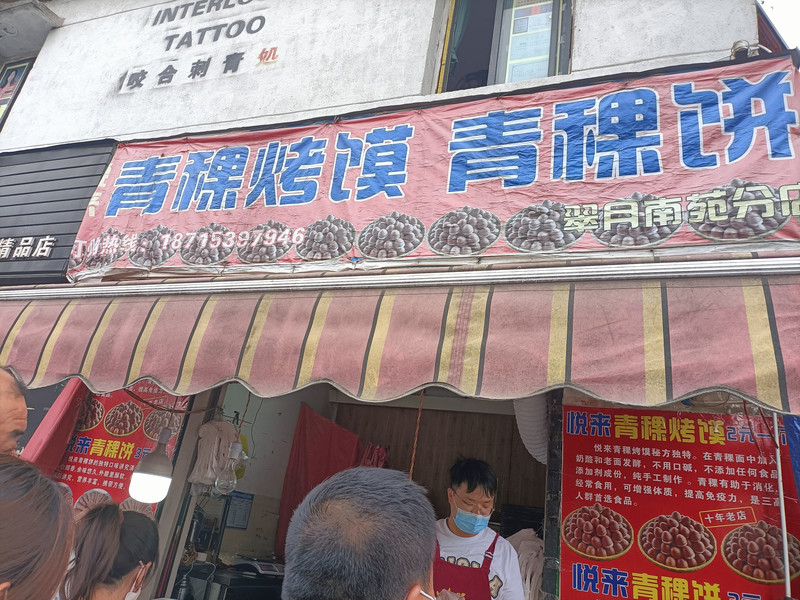 TATTOO
咬合刺青
青稞烤馍 青稞饼
热线:18715397946
翠月南苑分店
精品店
悦来青稞烤馍2元一
悦来青稞烤馍秘方独特。在青稞面中加入
奶酪和老面发酵,不用口碱,不添加任何食品
添加剂成份,纯手工制作。青稞有助于消化,
经常食用,可增强体质,提高免疫力,是三高
人群首选食品。
十年老店
悦来青稞饼
青稞饼